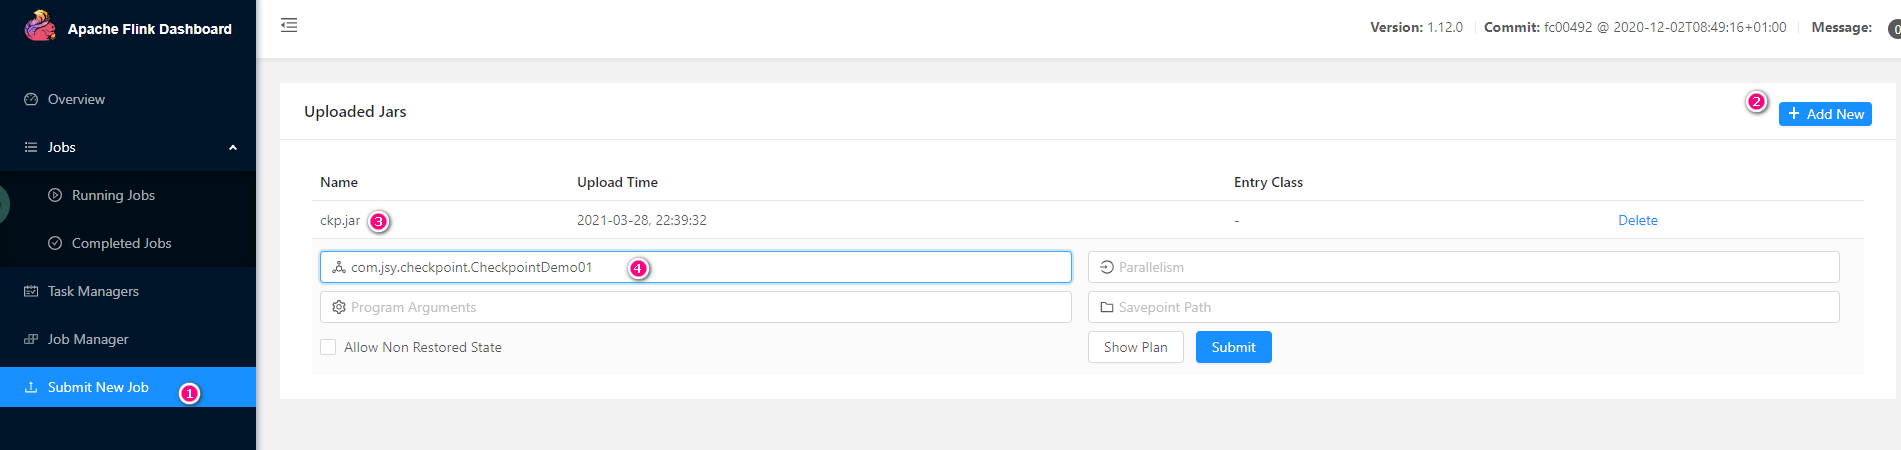 Apache Flink Dashboard
Version: 1.12.0 Commit: fc00492 @ 2020-12-02T08:49:16+01:00 Message: 0
Overview
Jobs
Running Jobs
Completed Jobs
Task Managers
Job Manager
Submit New Job 1
Uploaded Jars
2 + Add New
Name Upload Time Entry Class
ckp.jar 3 2021-03-28, 22:39:32 - Delete
com.jsy.checkpoint.CheckpointDemo01 4 Parallelism
Program Arguments Savepoint Path
Allow Non Restored State Show Plan Submit